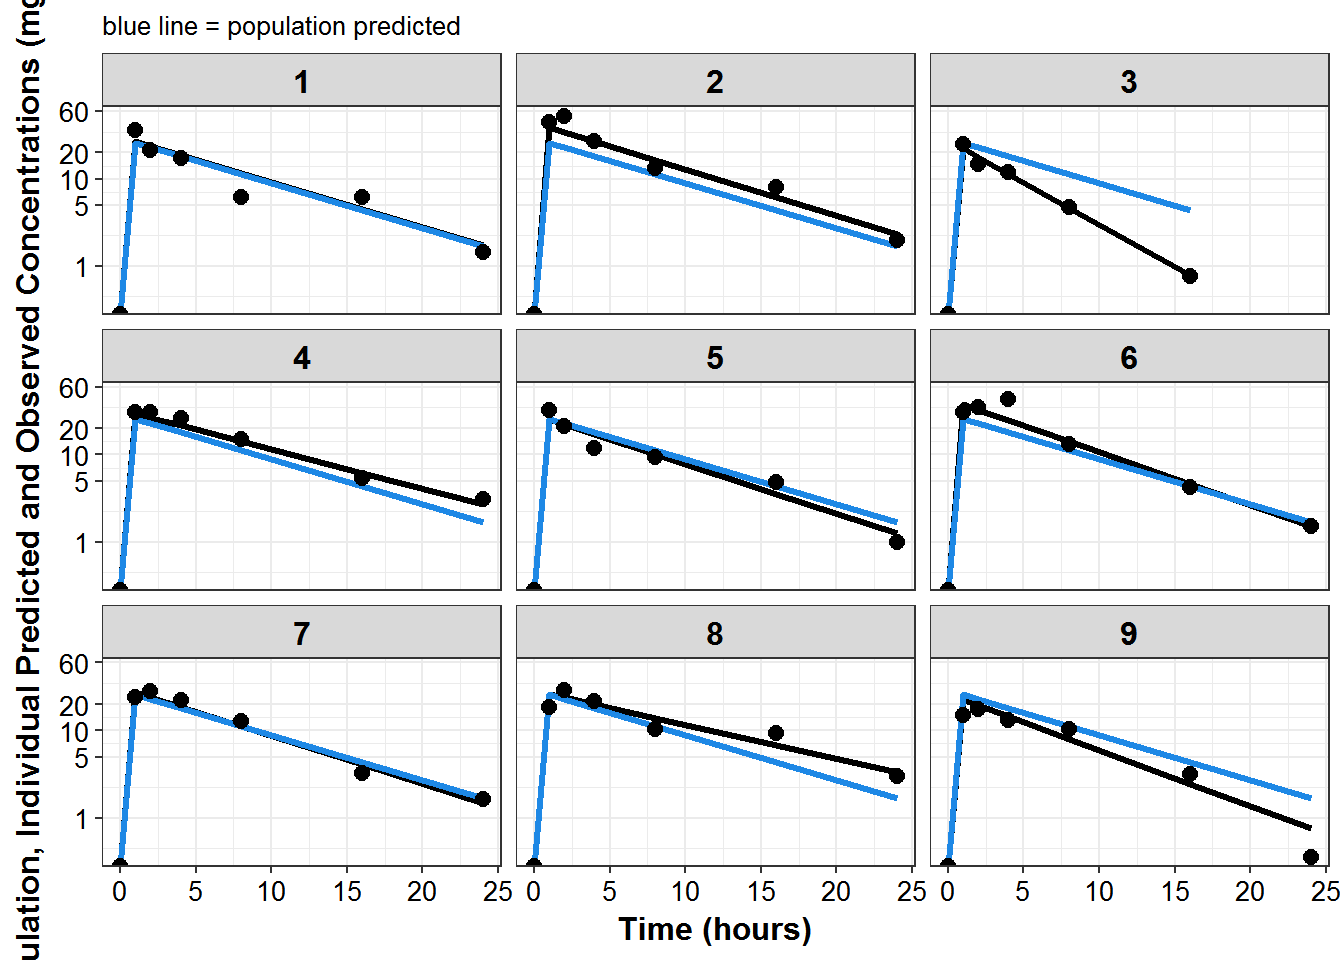 blue line = population predicted
ulation, Individual Predicted and Observed Concentrations (mg
1 2 3
60
20
10
5
1
4 5 6
60
20
10
5
1
7 8 9
60
20
10
5
1
0 5 10 15 20 25 0 5 10 15 20 25 0 5 10 15 20 25
Time (hours)